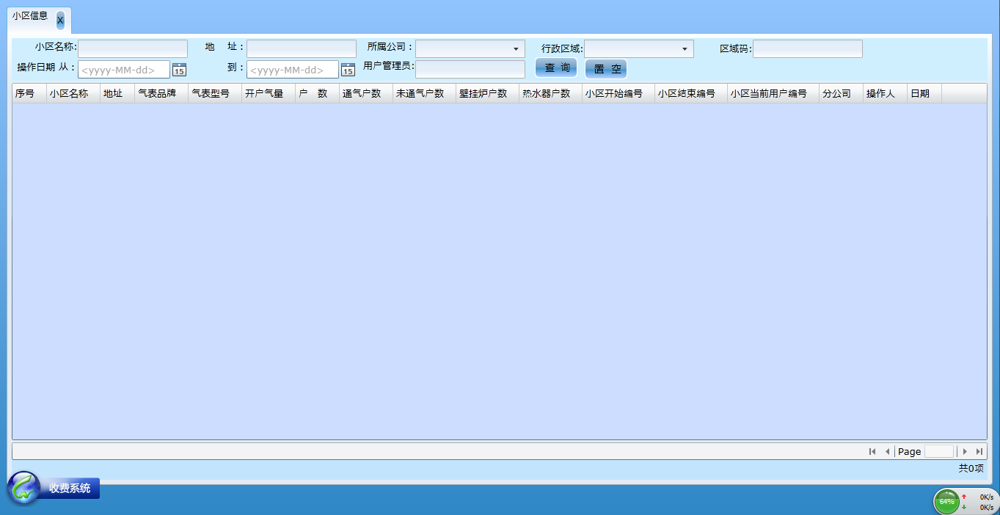 小区信息 X
小区名称: 地 址: 所属公司: 行政区域: 区域码:
操作日期 从: <yyyy-MM-dd> 15 到: <yyyy-MM-dd> 15 用户管理员: 查 询 置 空
序号 小区名称 地址 气表品牌 气表型号 开户气量 户 数 通气户数 未通气户数 壁挂炉户数 热水器户数 小区开始编号 小区结束编号 小区当前用户编号 分公司 操作人 日期
Page
共0项
收费系统
64% 0K/s
0K/s